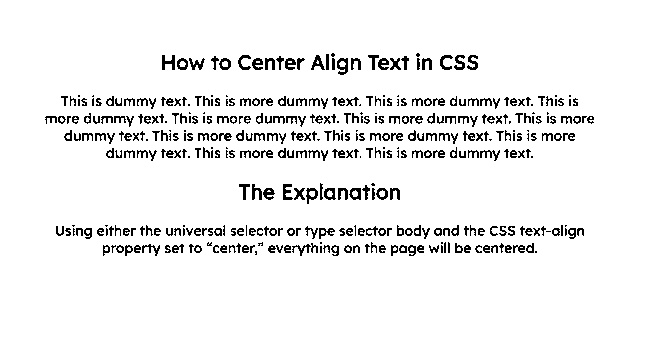 How to Center Align Text in CSS
This is dummy text. This is more dummy text. This is more dummy text. This is
more dummy text. This is more dummy text. This is more dummy text. This is more
dummy text. This is more dummy text. This is more dummy text. This is more
dummy text. This is more dummy text. This is more dummy text.
The Explanation
Using either the universal selector or type selector body and the CSS text-align
property set to “center,” everything on the page will be centered.